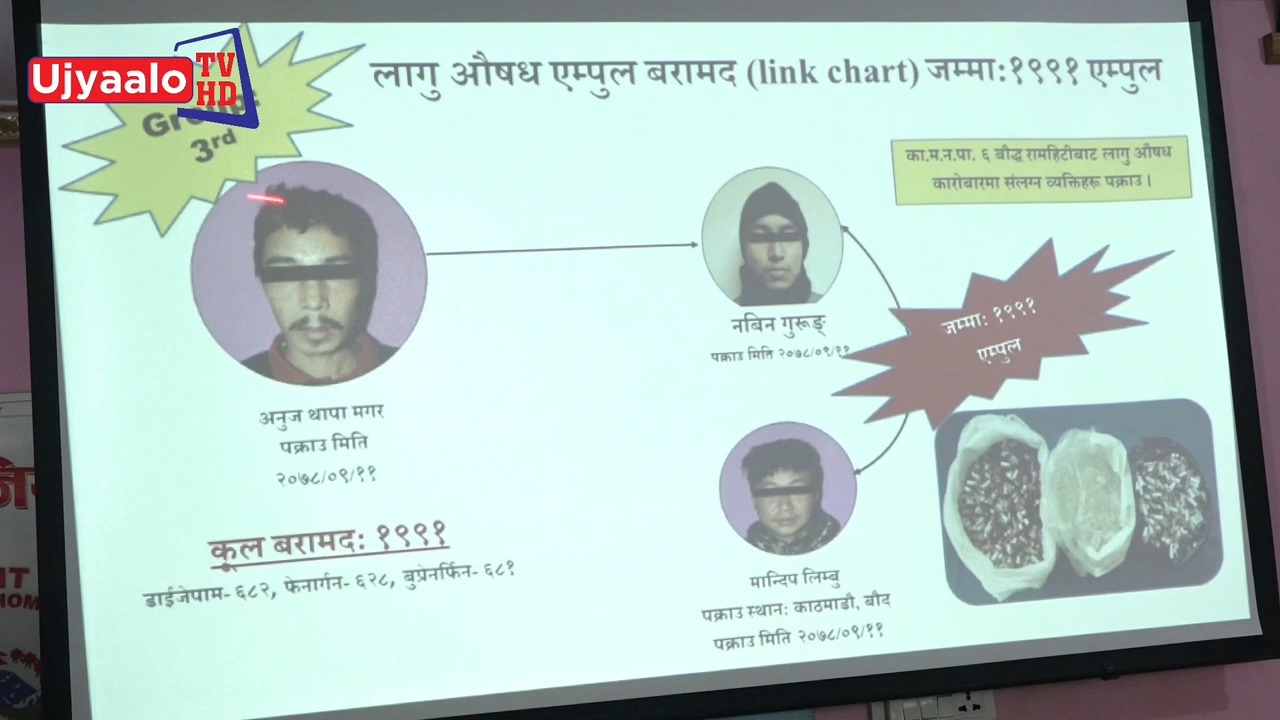 Ujyaalo
TV
HD
3rd
लागु औषध एम्पुल बरामद (link chart) जम्मा:१९९१ एम्पुल
का.म.न.पा. ६ बौद्ध रामहिटीबाट लागु औषध
कारोबारमा संलग्न व्यक्तिहरू पक्राउ ।
जम्मा: १९९१
एम्पुल
नबिन गुरूङ्
पक्राउ मिति २०७८/०९/११
अनुज थापा मगर
पक्राउ मिति
२०७८/०९/११
कूल बरामद: १९९१
डाईजेपाम- ६८२, फेनार्गन- ६२८, बुप्रेनर्फिन- ६८१
मान्दिप लिम्बु
पक्राउ स्थान: काठमाडौ, बौद
पक्राउ मिति २०७८/०९/११